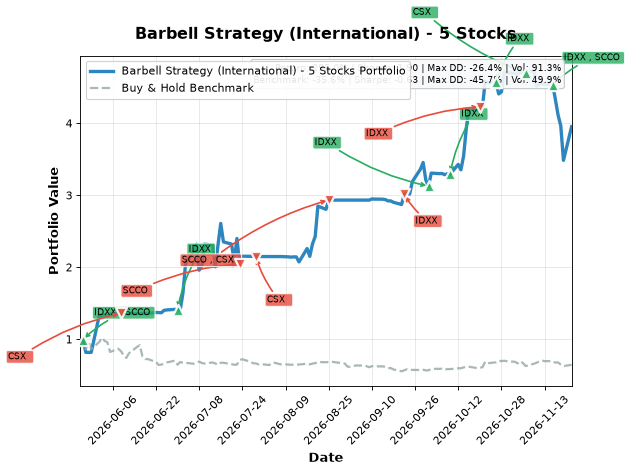 CSX
Barbell Strategy (International) - 5 Stocks
IDXX
IDXX , SCCO
Barbell Strategy (International) - 5 Stocks Portfolio
Buy & Hold Benchmark
| Max DD: -26.4% | Vol: 91.3%
| Max DD: -45.7% | Vol: 49.9%
IDXX
IDXX
IDXX
IDXX
IDXX
SCCO , CSX
SCCO
CSX
IDXX
SCCO
CSX
Portfolio Value
4
3
2
1
2026-06-06
2026-06-22
2026-07-08
2026-07-24
2026-08-09
2026-08-25
2026-09-10
2026-09-26
2026-10-12
2026-10-28
2026-11-13
Date